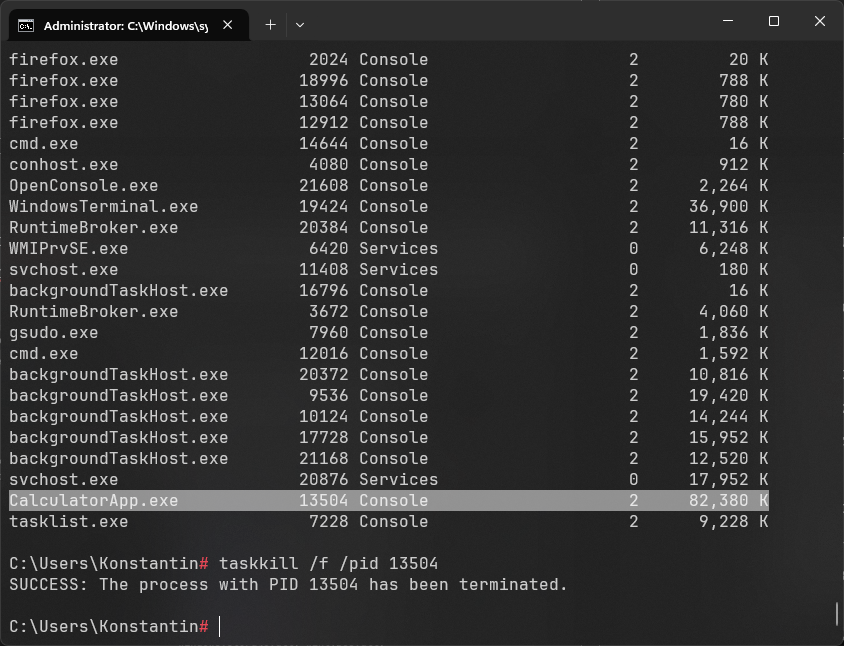 Administrator: C:\Windows\sy
firefox.exe 2024 Console 2 20 K
firefox.exe 18996 Console 2 788 K
firefox.exe 13064 Console 2 780 K
firefox.exe 12912 Console 2 788 K
cmd.exe 14644 Console 2 16 K
conhost.exe 4080 Console 2 912 K
OpenConsole.exe 21608 Console 2 2,264 K
WindowsTerminal.exe 19424 Console 2 36,900 K
RuntimeBroker.exe 20384 Console 2 11,316 K
WMIPrvSE.exe 6420 Services 0 6,248 K
svchost.exe 11408 Services 0 180 K
backgroundTaskHost.exe 16796 Console 2 16 K
RuntimeBroker.exe 3672 Console 2 4,060 K
gsudo.exe 7960 Console 2 1,836 K
cmd.exe 12016 Console 2 1,592 K
backgroundTaskHost.exe 20372 Console 2 10,816 K
backgroundTaskHost.exe 9536 Console 2 19,420 K
backgroundTaskHost.exe 10124 Console 2 14,244 K
backgroundTaskHost.exe 17728 Console 2 15,952 K
backgroundTaskHost.exe 21168 Console 2 12,520 K
svchost.exe 20876 Services 0 17,952 K
CalculatorApp.exe 13504 Console 2 82,380 K
tasklist.exe 7228 Console 2 9,228 K
C:\Users\Konstantin# taskkill /f /pid 13504
SUCCESS: The process with PID 13504 has been terminated.
C:\Users\Konstantin#